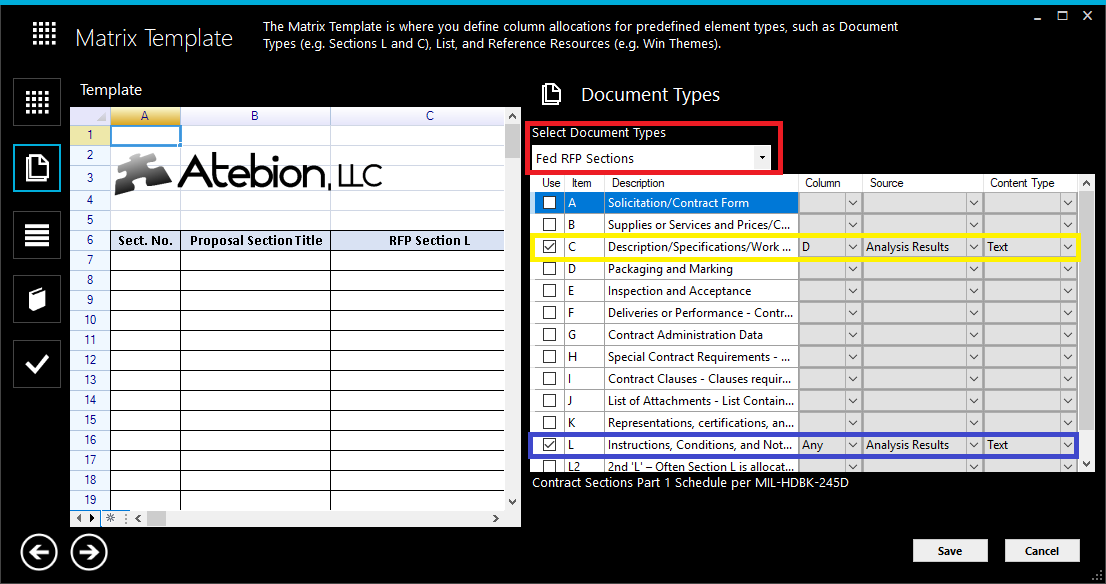 Matrix Template
The Matrix Template is where you define column allocations for predefined element types, such as Document
Types (e.g. Sections L and C), List, and Reference Resources (e.g. Win Themes).
Template
Document Types
Select Document Types
Fed RFP Sections
A B C
1
2
3
4
5
6
7
8
9
10
11
12
13
14
15
16
17
18
19
Atebion, LLC
Sect. No. Proposal Section Title RFP Section L
Use Item Description Column Source Content Type
A Solicitation/Contract Form
B Supplies or Services and Prices/C...
C Description/Specifications/Work ... D Analysis Results Text
D Packaging and Marking
E Inspection and Acceptance
F Deliveries or Performance - Contr...
G Contract Administration Data
H Special Contract Requirements - ...
I Contract Clauses - Clauses requir...
J List of Attachments - List Contain...
K Representations, certifications, an...
L Instructions, Conditions, and Not... Any Analysis Results Text
L2 2nd 'L' – Often Section L is allocat...
Contract Sections Part 1 Schedule per MIL-HDBK-245D
Save Cancel